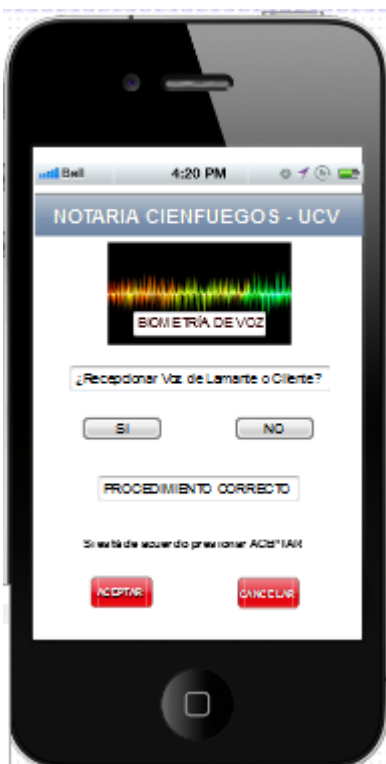 Bell 4:20 PM
NOTARIA CIENFUEGOS - UCV
BIOMETRÍA DE VOZ
¿Recepcionar Voz de Lamante o Cliente?
SI NO
PROCEDIMIENTO CORRECTO
Si está de acuerdo presionar ACEPTAR
ACEPTAR CANCELAR